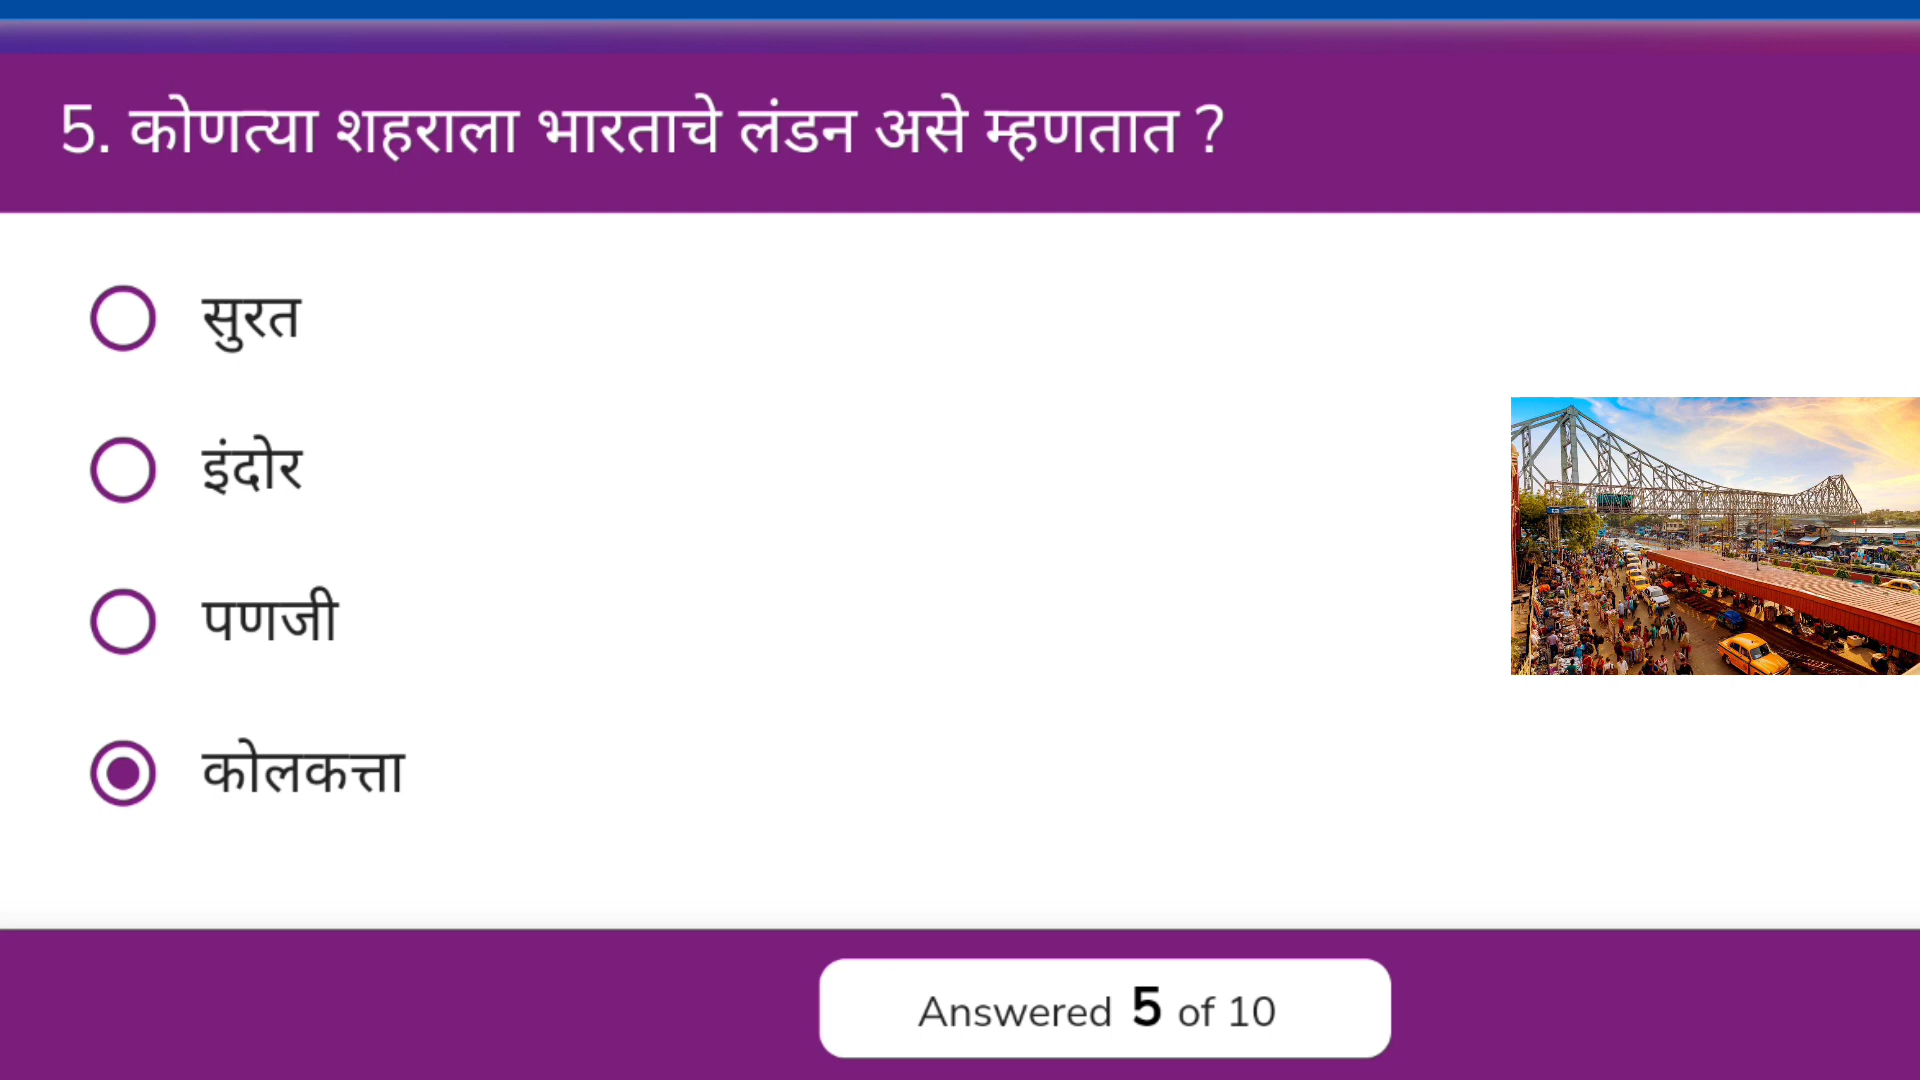 5. कोणत्या शहराला भारताचे लंडन असे म्हणतात ?
सुरत
इंदोर
पणजी
कोलकत्ता
Answered 5 of 10